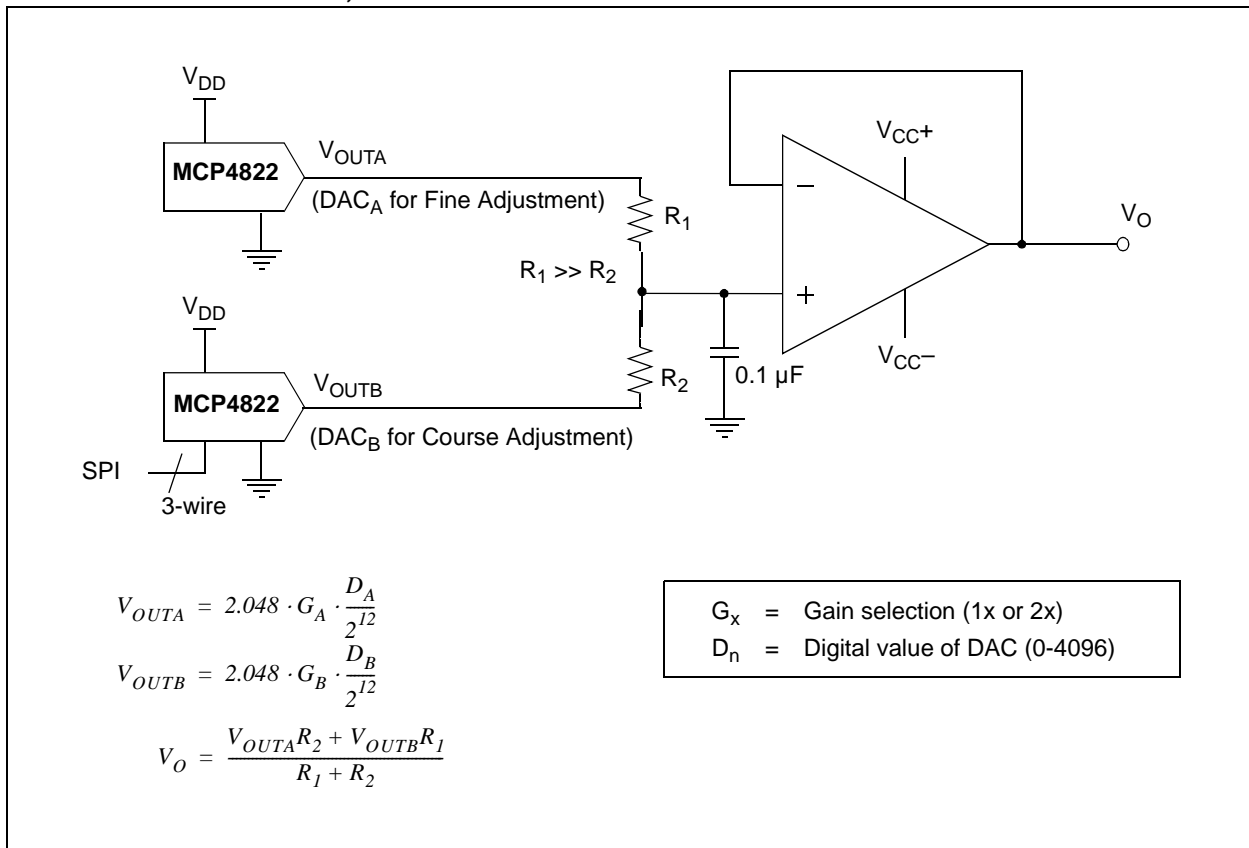 V_DD
MCP4822
V_OUTA
(DAC_A for Fine Adjustment)
R_1
R_1 >> R_2
V_DD
MCP4822
V_OUTB
(DAC_B for Course Adjustment)
R_2
0.1 µF
SPI
3-wire
−
+
V_CC+
V_CC–
V_O
V_OUTA = 2.048 · G_A · D_A / 2^12
V_OUTB = 2.048 · G_B · D_B / 2^12
V_O = (V_OUTA R_2 + V_OUTB R_1) / (R_1 + R_2)
G_x = Gain selection (1x or 2x)
D_n = Digital value of DAC (0-4096)